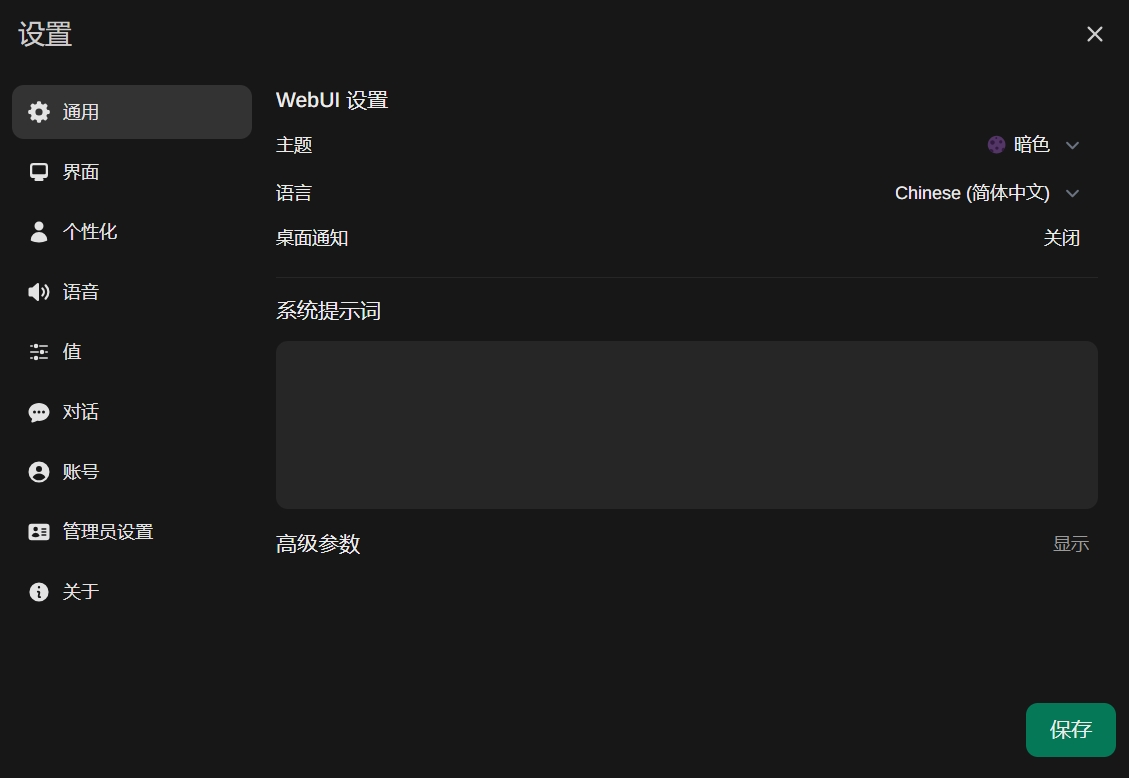 设置
通用
界面
个性化
语音
值
对话
账号
管理员设置
关于
WebUI 设置
主题
暗色
语言
Chinese (简体中文)
桌面通知
关闭
系统提示词
高级参数
显示
保存